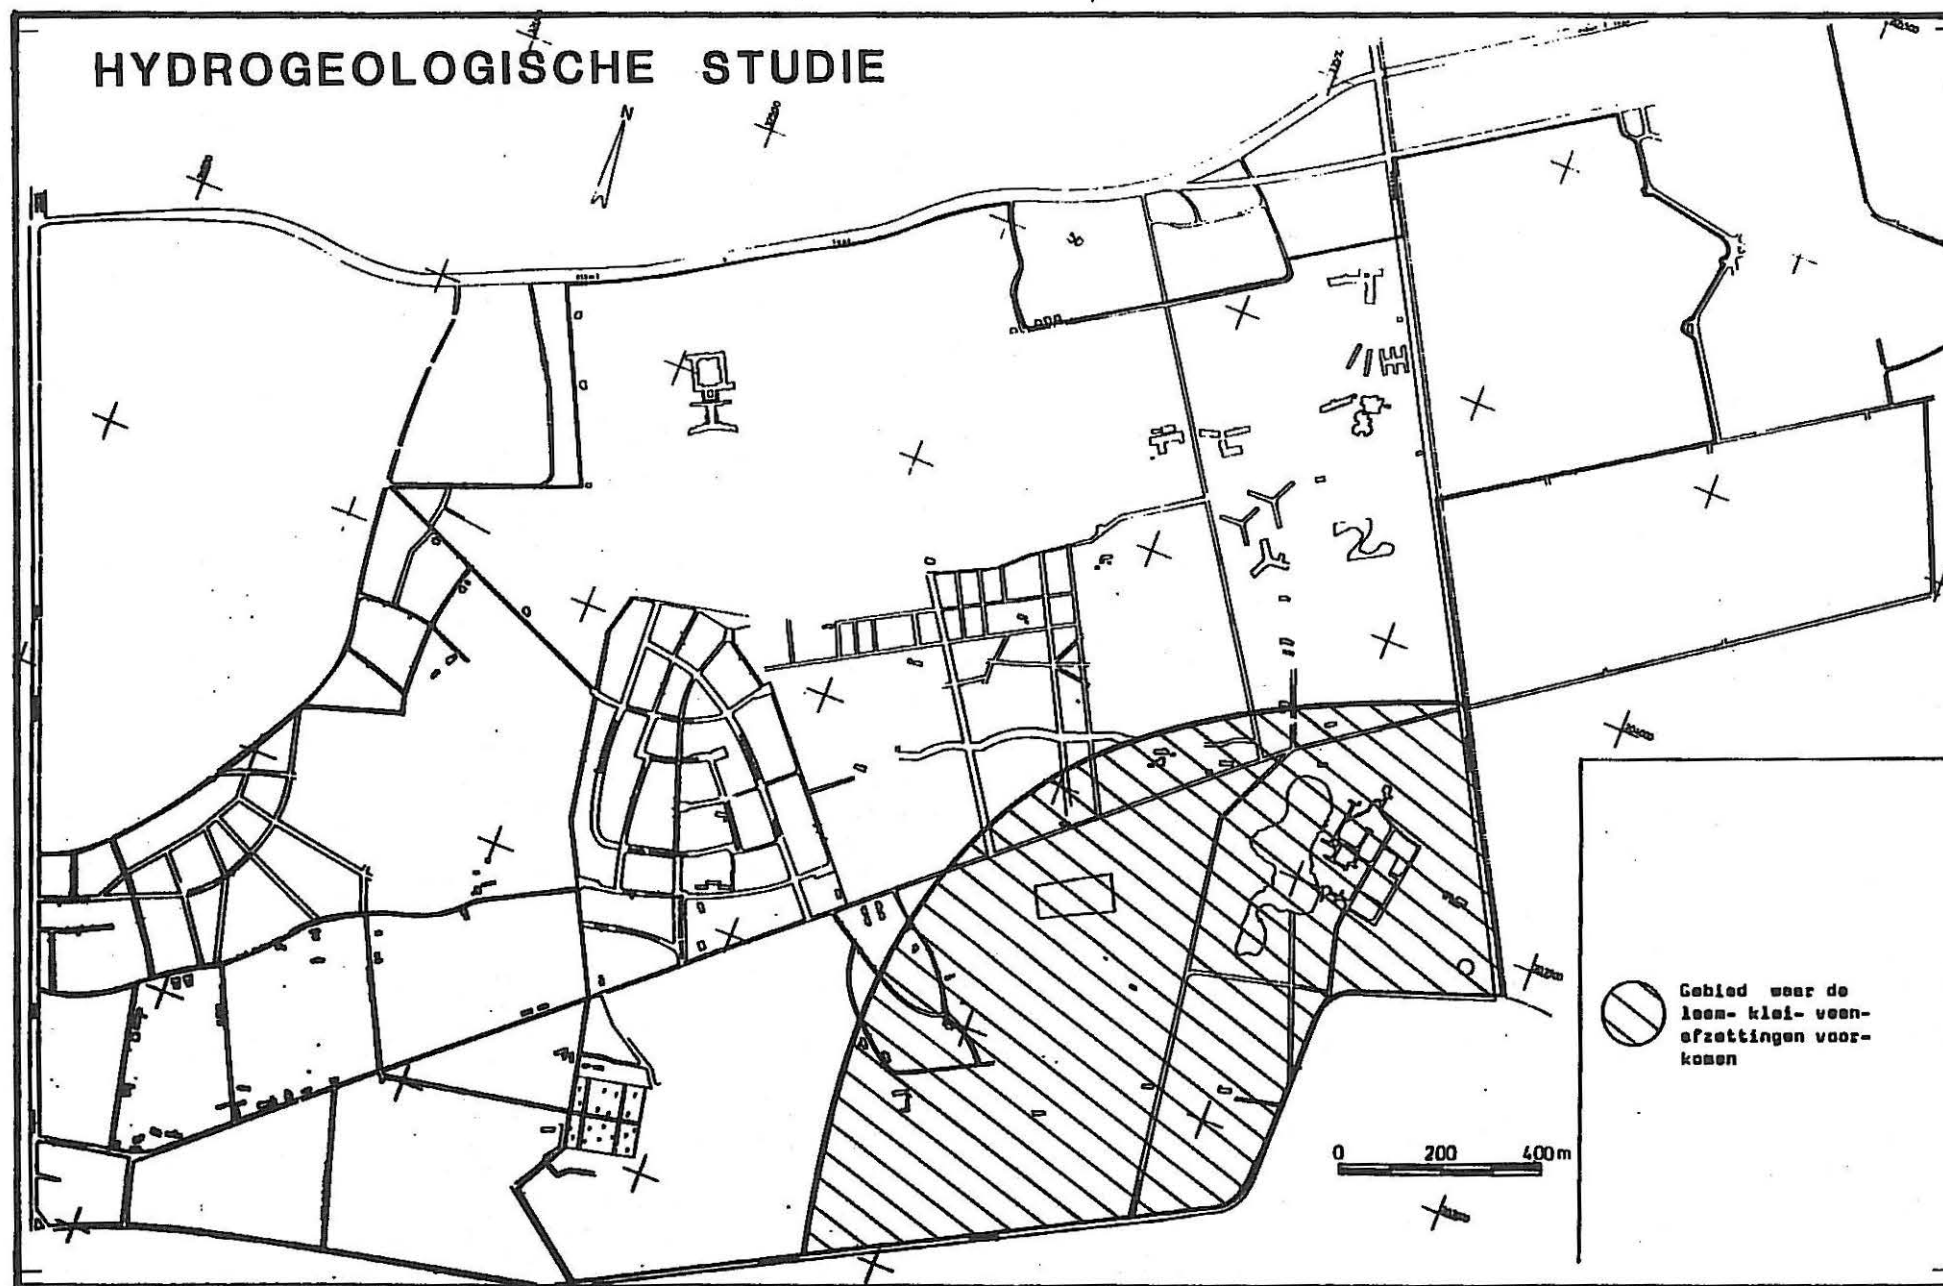 HYDROGEOLOGISCHE STUDIE
N
Gebied waar de
leem- klei- veen-
afzettingen voor-
komen
0 200 400m